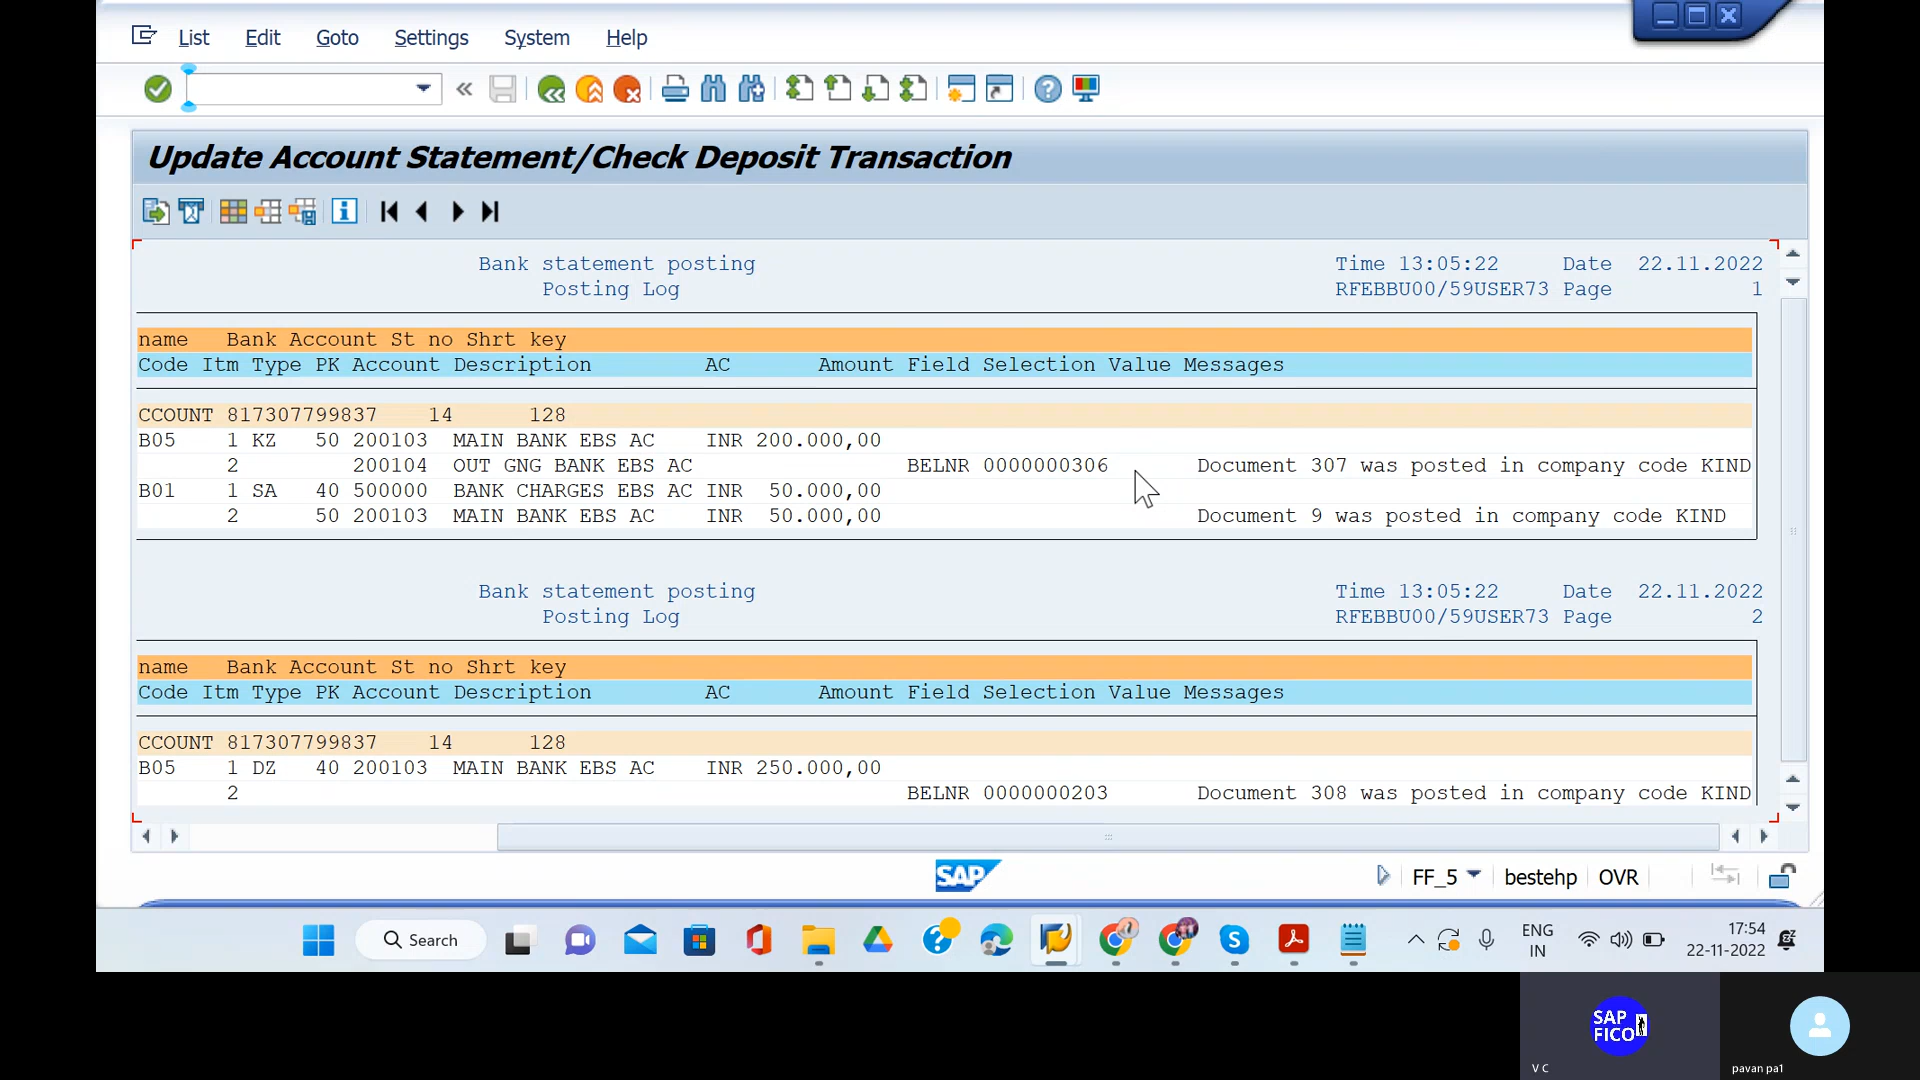 List Edit Goto Settings System Help
Update Account Statement/Check Deposit Transaction
Bank statement posting Time 13:05:22 Date 22.11.2022
Posting Log RFEBBU00/59USER73 Page 1
name Bank Account St no Shrt key
Code Itm Type PK Account Description AC Amount Field Selection Value Messages
CCOUNT 817307799837 14 128
B05 1 KZ 50 200103 MAIN BANK EBS AC INR 200.000,00
2 200104 OUT GNG BANK EBS AC BELNR 0000000306 Document 307 was posted in company code KIND
B01 1 SA 40 500000 BANK CHARGES EBS AC INR 50.000,00
2 50 200103 MAIN BANK EBS AC INR 50.000,00 Document 9 was posted in company code KIND
Bank statement posting Time 13:05:22 Date 22.11.2022
Posting Log RFEBBU00/59USER73 Page 2
name Bank Account St no Shrt key
Code Itm Type PK Account Description AC Amount Field Selection Value Messages
CCOUNT 817307799837 14 128
B05 1 DZ 40 200103 MAIN BANK EBS AC INR 250.000,00
2 BELNR 0000000203 Document 308 was posted in company code KIND
SAP FF_5 bestehp OVR
Search ENG 17:54
IN 22-11-2022
SAP
FICO
V C pavan pa1